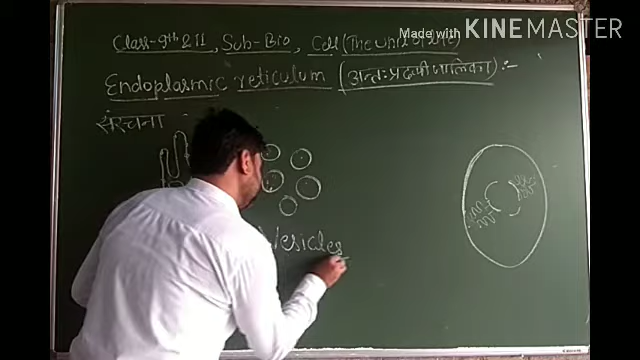 Made with KINEMASTER
Class-9th & 11, Sub-Bio, Cell (The Unit of Life)
Endoplasmic reticulum (अन्तः प्रद्रव्यी जालिका) :-
संरचना
Vesicles